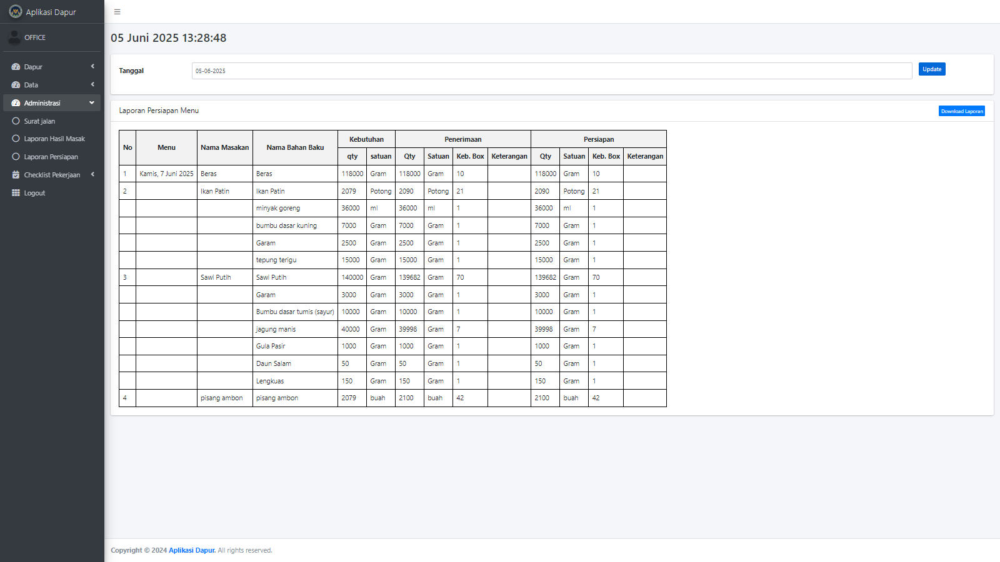 Aplikasi Dapur
OFFICE
Dapur
Data
Administrasi
Surat jalan
Laporan Hasil Masak
Laporan Persiapan
Checklist Pekerjaan
Logout
05 Juni 2025 13:28:48
Tanggal 05-06-2025 Update
Laporan Persiapan Menu Download Laporan
No Menu Nama Masakan Nama Bahan Baku Kebutuhan Penerimaan Persiapan
qty satuan Qty Satuan Keb. Box Keterangan Qty Satuan Keb. Box Keterangan
1 Kamis, 7 Juni 2025 Beras Beras 118000 Gram 118000 Gram 10 118000 Gram 10
2 Ikan Patin Ikan Patin 2079 Potong 2090 Potong 21 2090 Potong 21
minyak goreng 36000 ml 36000 ml 1 36000 ml 1
bumbu dasar kuning 7000 Gram 7000 Gram 1 7000 Gram 1
Garam 2500 Gram 2500 Gram 1 2500 Gram 1
tepung terigu 15000 Gram 15000 Gram 1 15000 Gram 1
3 Sawi Putih Sawi Putih 140000 Gram 139682 Gram 70 139682 Gram 70
Garam 3000 Gram 3000 Gram 1 3000 Gram 1
Bumbu dasar tumis (sayur) 10000 Gram 10000 Gram 1 10000 Gram 1
jagung manis 40000 Gram 39998 Gram 7 39998 Gram 7
Gula Pasir 1000 Gram 1000 Gram 1 1000 Gram 1
Daun Salam 50 Gram 50 Gram 1 50 Gram 1
Lengkuas 150 Gram 150 Gram 1 150 Gram 1
4 pisang ambon pisang ambon 2079 buah 2100 buah 42 2100 buah 42
Copyright © 2024 Aplikasi Dapur. All rights reserved.